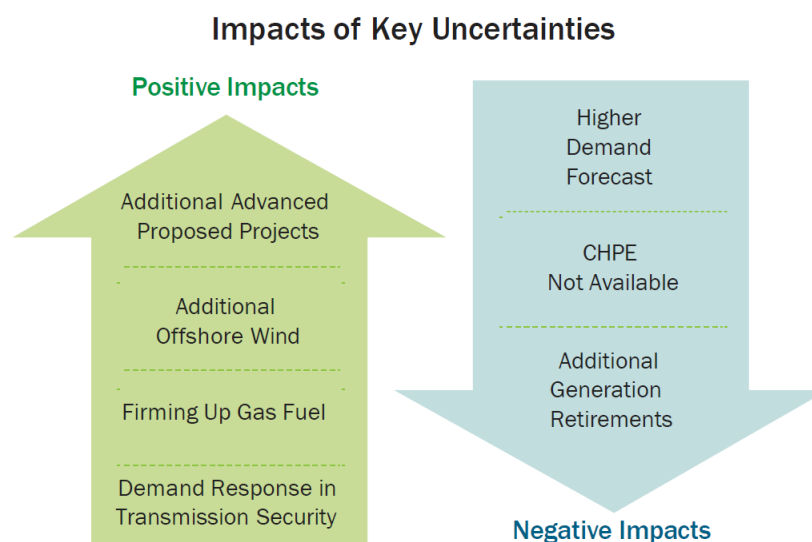 Impacts of Key Uncertainties
Positive Impacts
Additional Advanced
Proposed Projects
Additional
Offshore Wind
Firming Up Gas Fuel
Demand Response in
Transmission Security
Higher
Demand
Forecast
CHPE
Not Available
Additional
Generation
Retirements
Negative Impacts